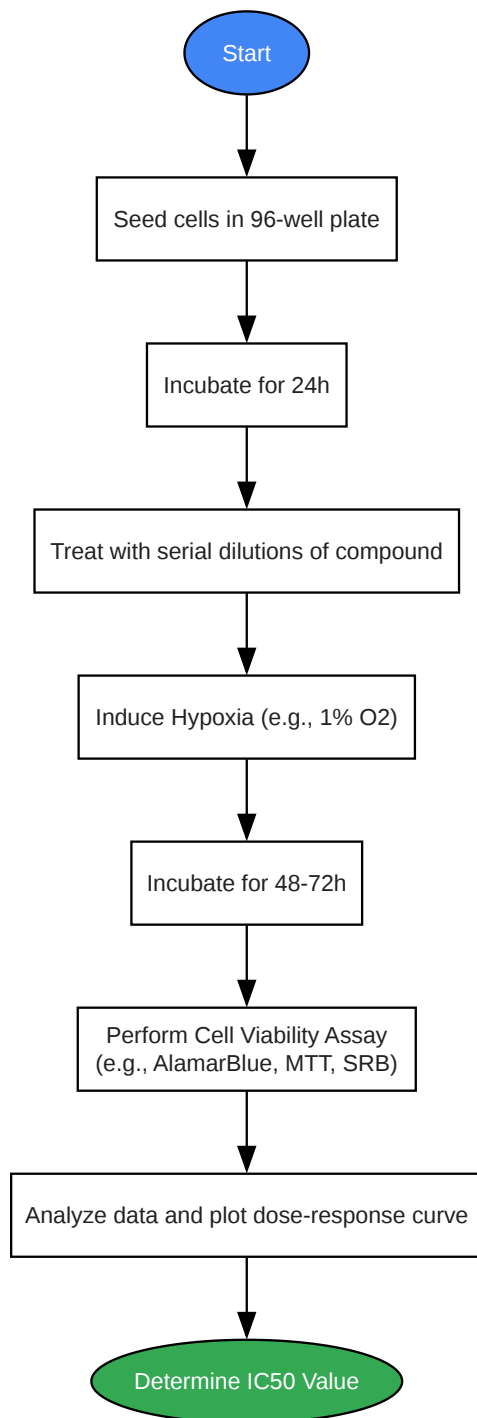 Start
Seed cells in 96-well plate
Incubate for 24h
Treat with serial dilutions of compound
Induce Hypoxia (e.g., 1% O2)
Incubate for 48-72h
Perform Cell Viability Assay
(e.g., AlamarBlue, MTT, SRB)
Analyze data and plot dose-response curve
Determine IC50 Value